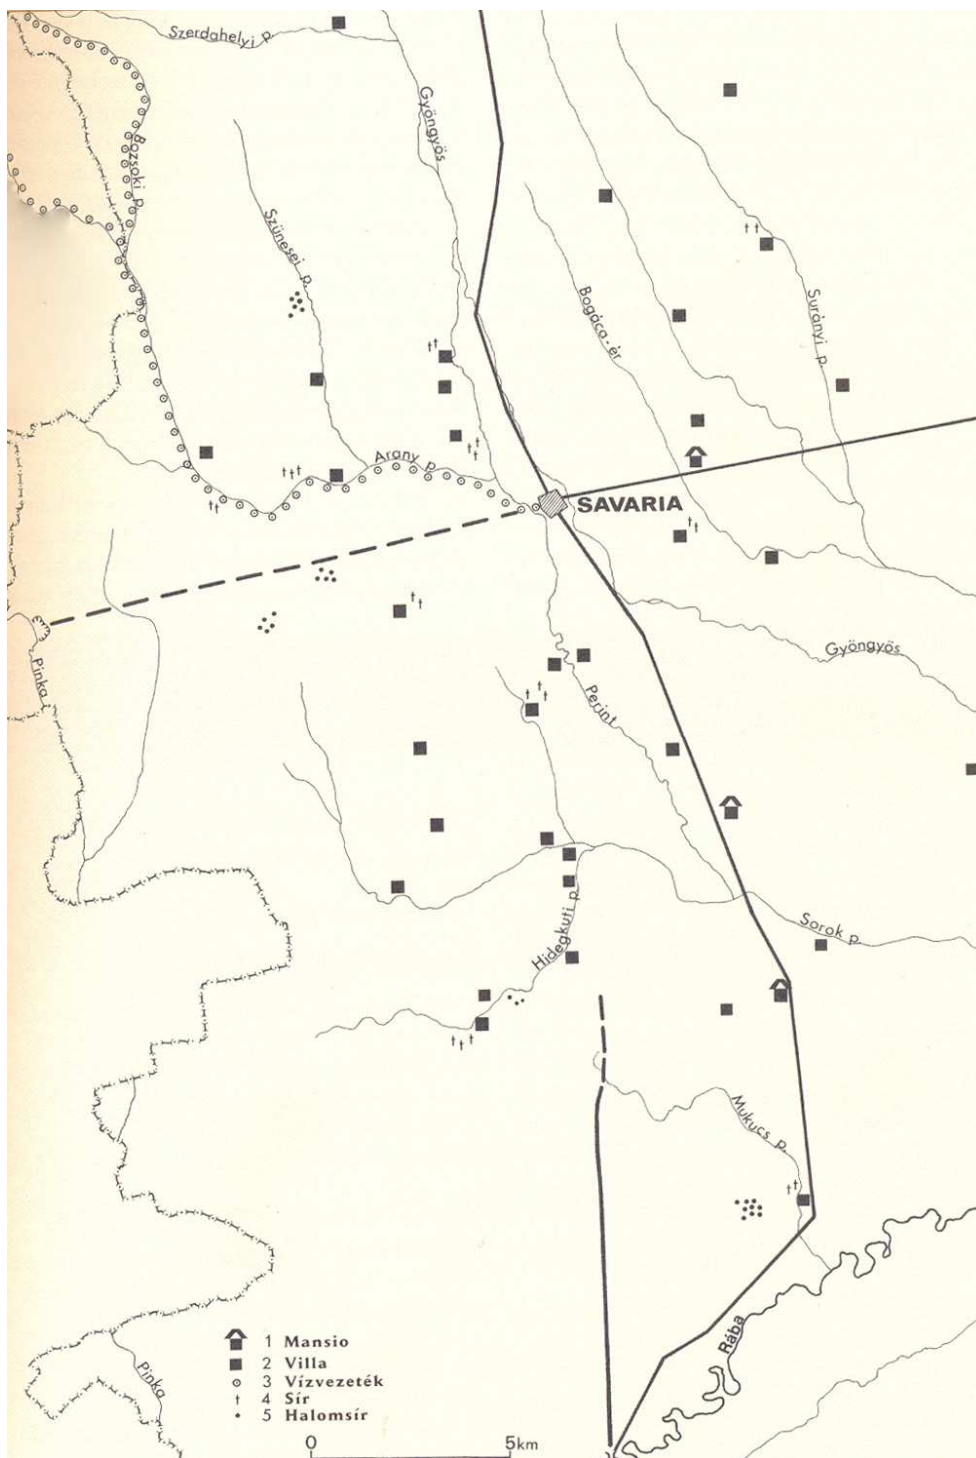 Szerdahelyi p.
Gyöngyös
Bozsoki p.
Szünesei p.
Bogáca-ér
Surányi p.
Arany p.
SAVARIA
Pinka
Gyöngyös
Perint
Sorok p.
Hidegkuti p.
Mukucs p.
Rába
Pinka
1 Mansio
2 Villa
3 Vízvezeték
4 Sír
5 Halomsír
0 5km